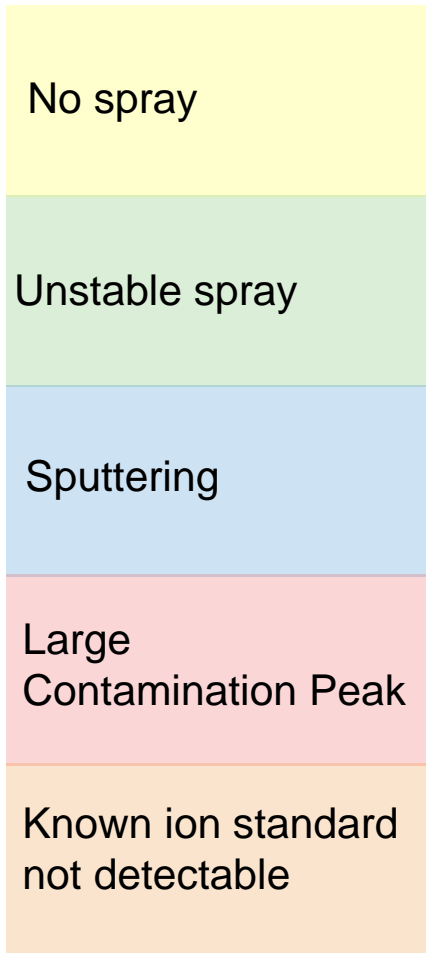 No spray
Unstable spray
Sputtering
Large
Contamination Peak
Known ion standard
not detectable